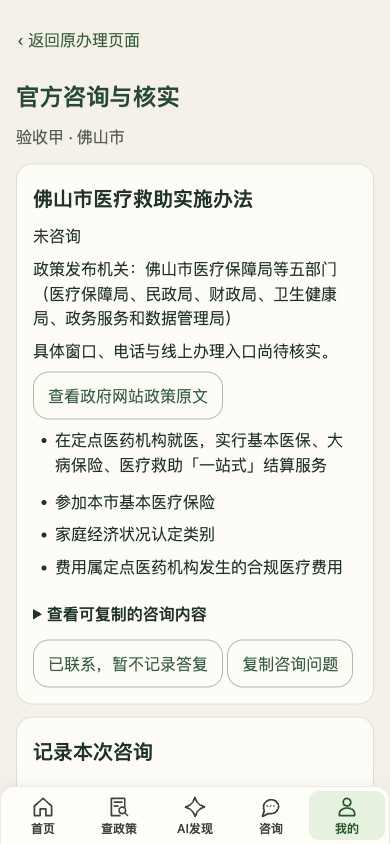 ‹ 返回原办理页面
官方咨询与核实
验收甲 · 佛山市
佛山市医疗救助实施办法
未咨询
政策发布机关：佛山市医疗保障局等五部门
（医疗保障局、民政局、财政局、卫生健康
局、政务服务和数据管理局）
具体窗口、电话与线上办理入口尚待核实。
查看政府网站政策原文
• 在定点医药机构就医，实行基本医保、大
病保险、医疗救助「一站式」结算服务
• 参加本市基本医疗保险
• 家庭经济状况认定类别
• 费用属定点医药机构发生的合规医疗费用
▶ 查看可复制的咨询内容
已联系，暂不记录答复
复制咨询问题
记录本次咨询
首页
查政策
AI发现
咨询
我的